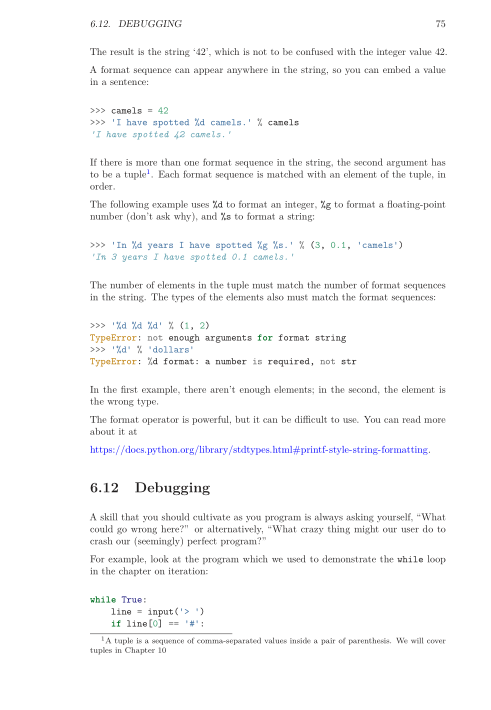 6.12. DEBUGGING 75
The result is the string ‘42’, which is not to be confused with the integer value 42.
A format sequence can appear anywhere in the string, so you can embed a value
in a sentence:
>>> camels = 42
>>> 'I have spotted %d camels.' % camels
'I have spotted 42 camels.'
If there is more than one format sequence in the string, the second argument has
to be a tuple1. Each format sequence is matched with an element of the tuple, in
order.
The following example uses %d to format an integer, %g to format a floating-point
number (don’t ask why), and %s to format a string:
>>> 'In %d years I have spotted %g %s.' % (3, 0.1, 'camels')
'In 3 years I have spotted 0.1 camels.'
The number of elements in the tuple must match the number of format sequences
in the string. The types of the elements also must match the format sequences:
>>> '%d %d %d' % (1, 2)
TypeError: not enough arguments for format string
>>> '%d' % 'dollars'
TypeError: %d format: a number is required, not str
In the first example, there aren’t enough elements; in the second, the element is
the wrong type.
The format operator is powerful, but it can be difficult to use. You can read more
about it at
https://docs.python.org/library/stdtypes.html#printf-style-string-formatting.
6.12 Debugging
A skill that you should cultivate as you program is always asking yourself, “What
could go wrong here?” or alternatively, “What crazy thing might our user do to
crash our (seemingly) perfect program?”
For example, look at the program which we used to demonstrate the while loop
in the chapter on iteration:
while True:
    line = input('> ')
    if line[0] == '#':
1A tuple is a sequence of comma-separated values inside a pair of parenthesis. We will cover
tuples in Chapter 10